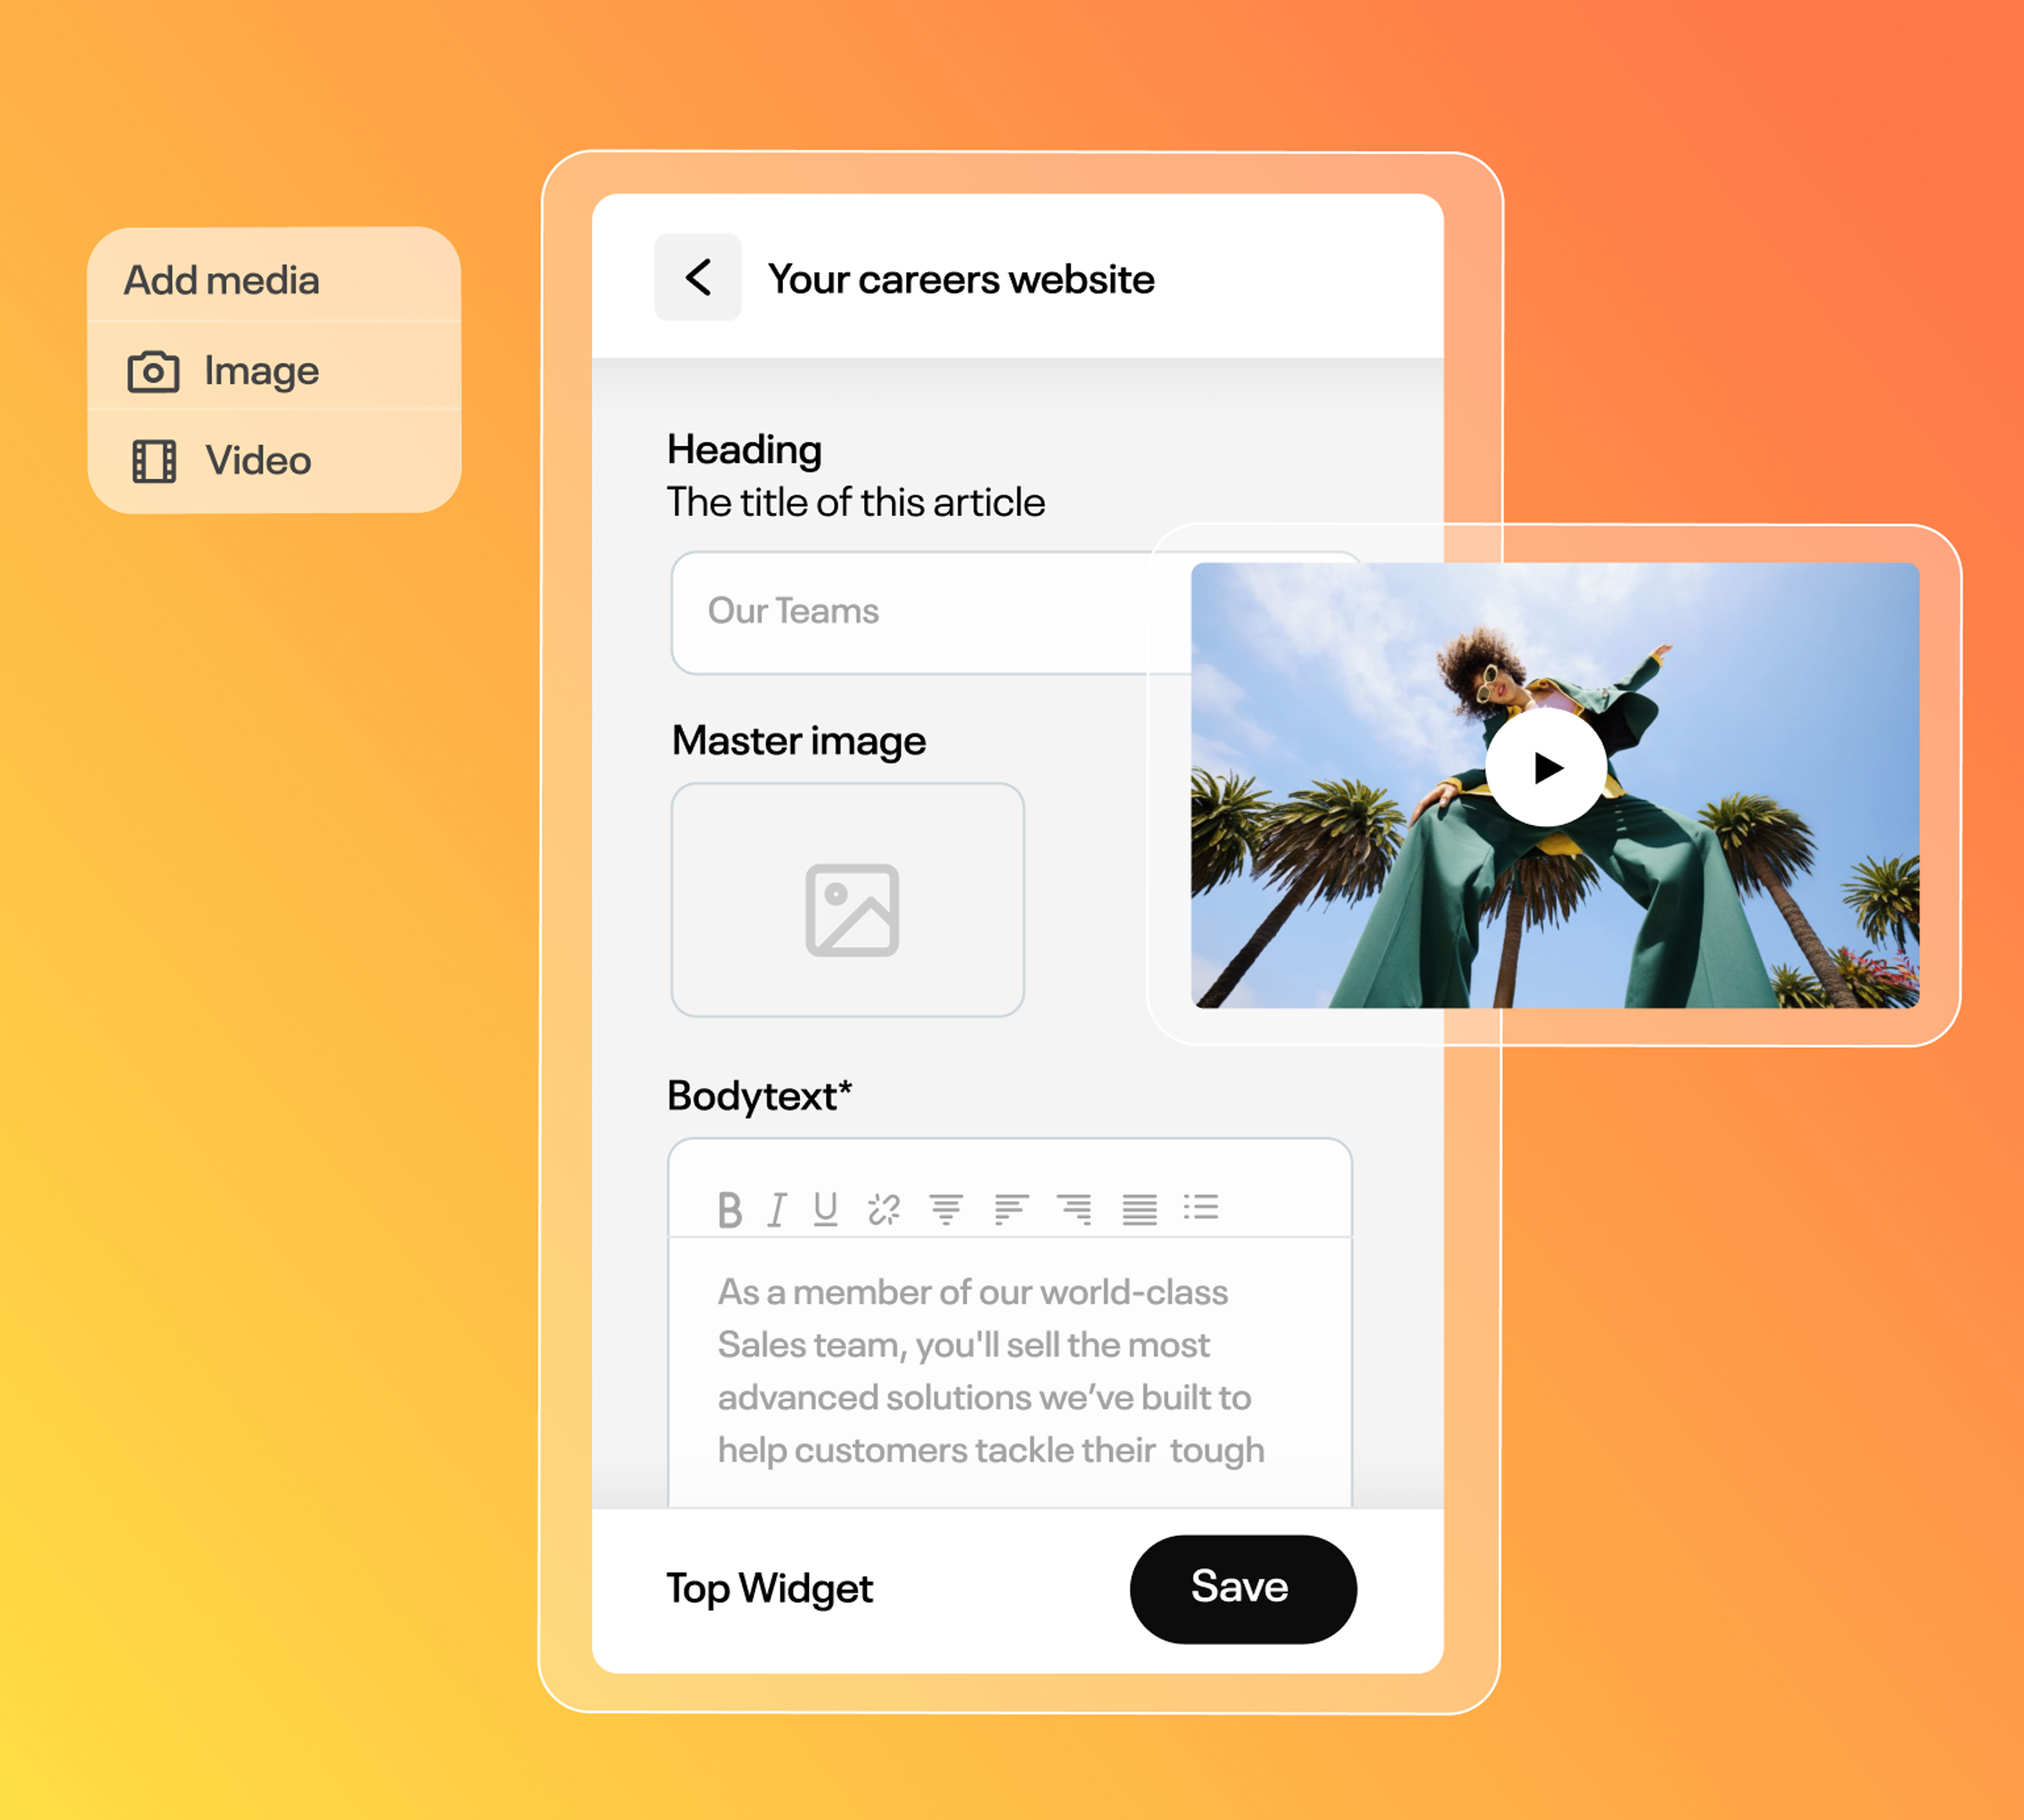 Add media
Image
Video
Your careers website
Heading
The title of this article
Our Teams
Master image
Bodytext*
B I U
As a member of our world-class
Sales team, you'll sell the most
advanced solutions we’ve built to
help customers tackle their  tough
Top Widget
Save